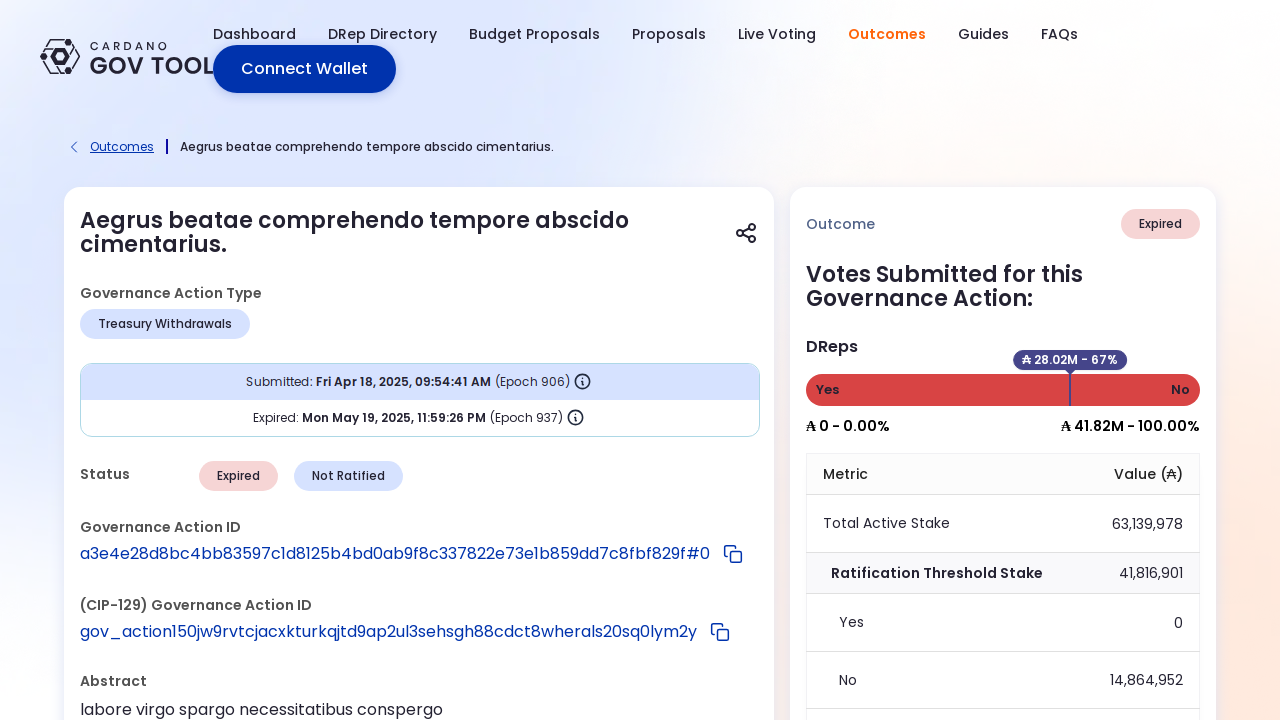 CARDANO
GOV TOOL
Dashboard
DRep Directory
Budget Proposals
Proposals
Live Voting
Outcomes
Guides
FAQs
Connect Wallet
Outcomes
Aegrus beatae comprehendo tempore abscido cimentarius.
Aegrus beatae comprehendo tempore abscido
cimentarius.
Governance Action Type
Treasury Withdrawals
Submitted: Fri Apr 18, 2025, 09:54:41 AM (Epoch 906)
Expired: Mon May 19, 2025, 11:59:26 PM (Epoch 937)
Status
Expired
Not Ratified
Governance Action ID
a3e4e28d8bc4bb83597c1d8125b4bd0ab9f8c337822e73e1b859dd7c8fbf829f#0
(CIP-129) Governance Action ID
gov_action150jw9rvtcjacxkturkqjtd9ap2ul3sehsgh88cdct8wherals20sq0lym2y
Abstract
labore virgo spargo necessitatibus conspergo
Outcome
Expired
Votes Submitted for this
Governance Action:
DReps
₳ 28.02M - 67%
Yes
No
₳ 0 - 0.00%
₳ 41.82M - 100.00%
Metric
Value (₳)
Total Active Stake
63,139,978
Ratification Threshold Stake
41,816,901
Yes
0
No
14,864,952